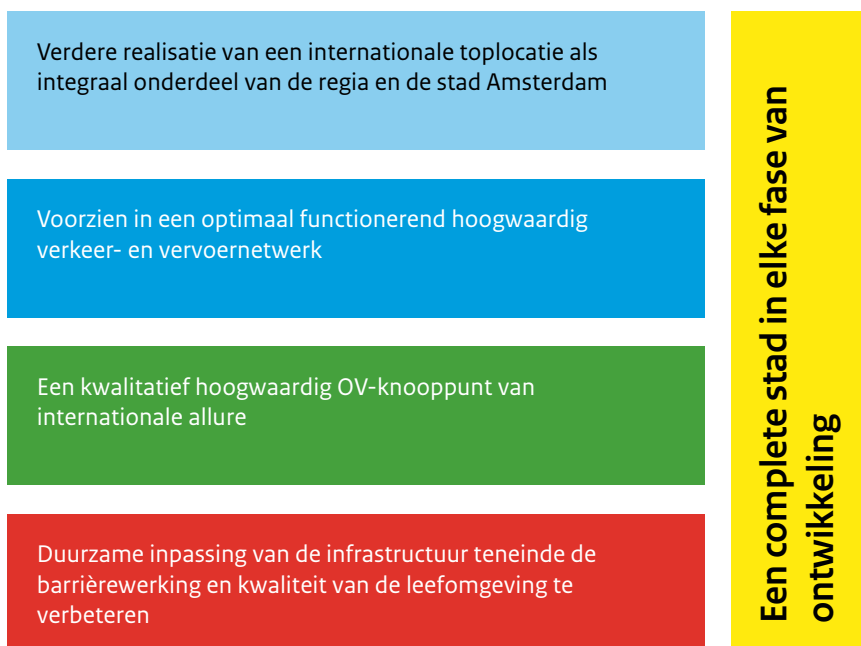 Verdere realisatie van een internationale toplocatie als
integraal onderdeel van de regia en de stad Amsterdam
Voorzien in een optimaal functionerend hoogwaardig
verkeer- en vervoernetwerk
Een kwalitatief hoogwaardig OV-knooppunt van
internationale allure
Duurzame inpassing van de infrastructuur teneinde de
barrièrewerking en kwaliteit van de leefomgeving te
verbeteren
Een complete stad in elke fase van
ontwikkeling